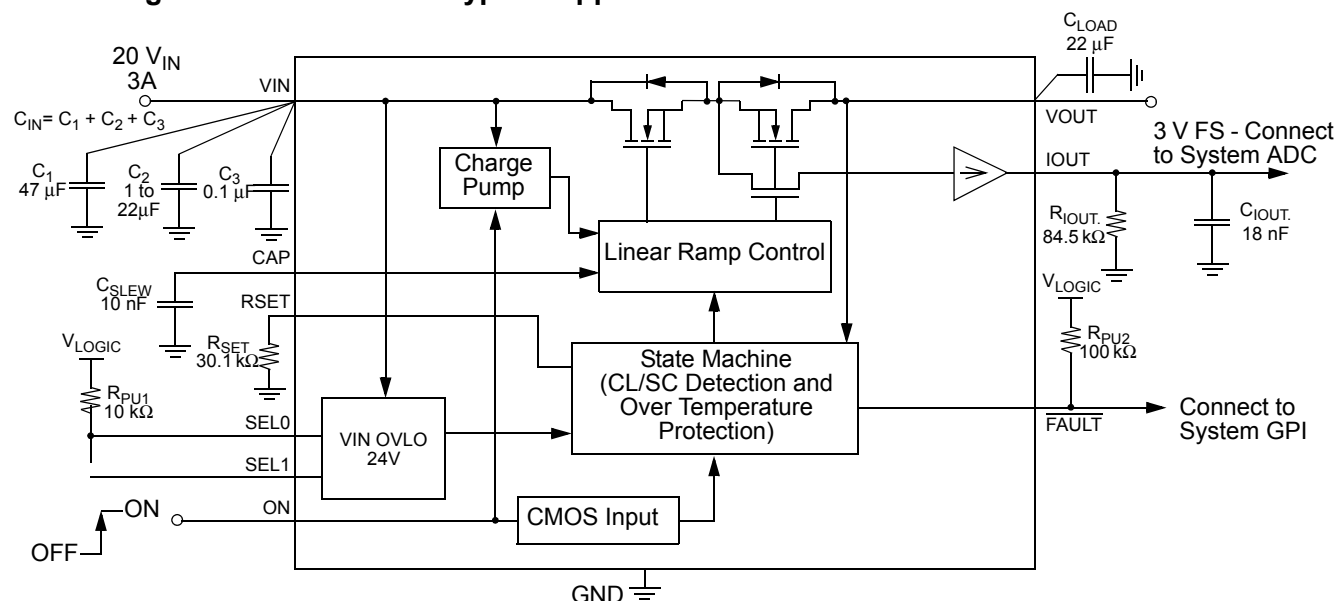 20 V_IN
3A
VIN
C_IN= C_1 + C_2 + C_3
C_1
47 μF
C_2
1 to
22μF
C_3
0.1 μF
CAP
C_SLEW
10 nF
RSET
R_SET
30.1 kΩ
V_LOGIC
R_PU1
10 kΩ
SEL0
SEL1
ON
ON
OFF
Charge
Pump
Linear Ramp Control
State Machine
(CL/SC Detection and
Over Temperature
Protection)
VIN OVLO
24V
CMOS Input
GND
C_LOAD
22 μF
VOUT
3 V FS - Connect
to System ADC
IOUT
R_IOUT.
84.5 kΩ
C_IOUT.
18 nF
V_LOGIC
R_PU2
100 kΩ
FAULT
Connect to
System GPI